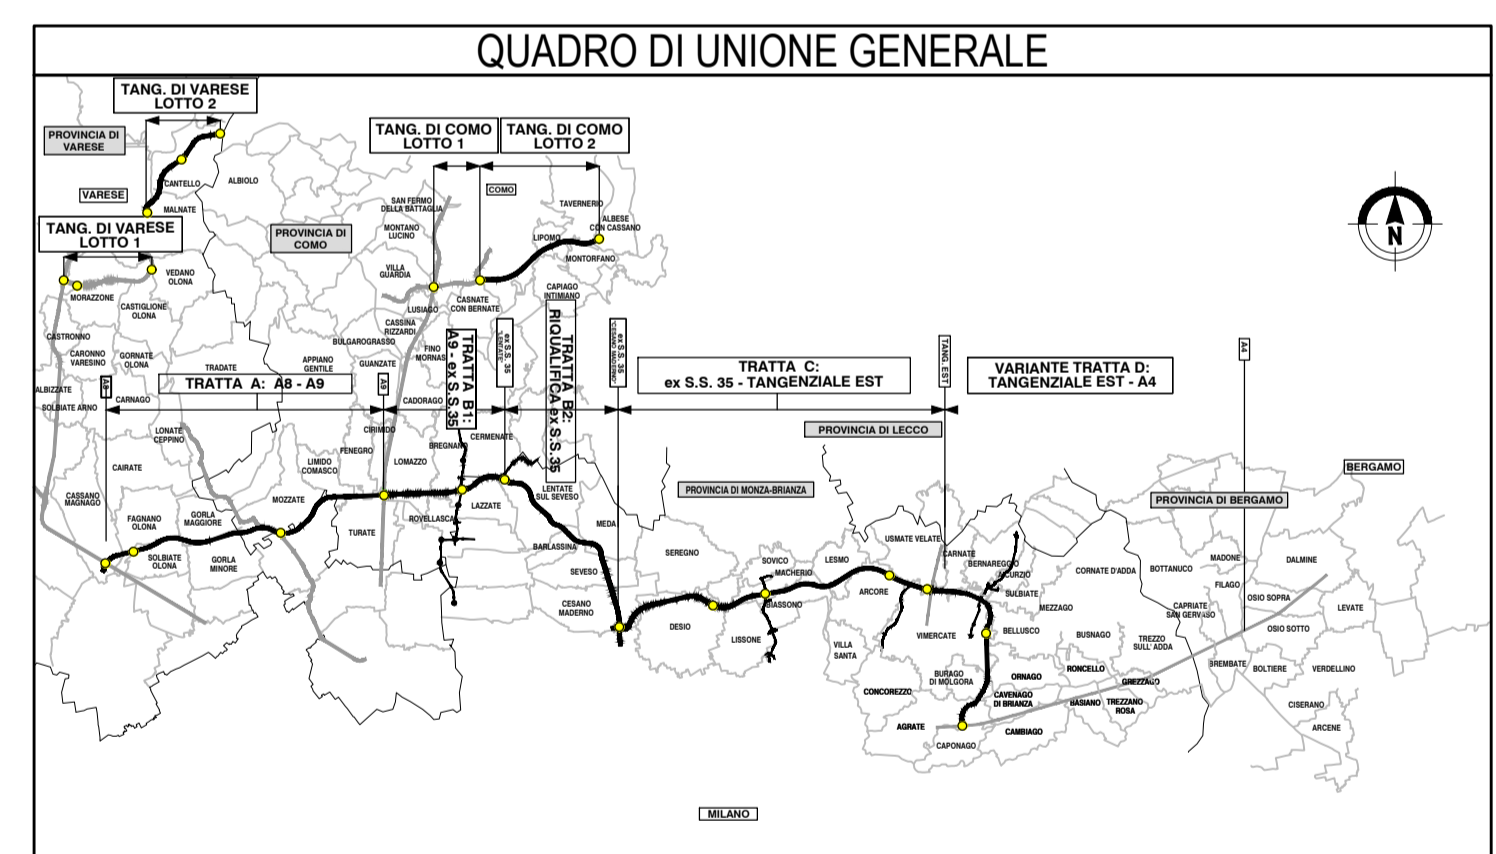 QUADRO DI UNIONE GENERALE
TANG. DI VARESE
LOTTO 2
PROVINCIA DI
VARESE
TANG. DI COMO
LOTTO 1
TANG. DI COMO
LOTTO 2
CANTELLO
ALBIOLO
VARESE
MALNATE
COMO
SAN FERMO
DELLA BATTAGLIA
TAVERNERIO
ALBESE
CON CASSANO
TANG. DI VARESE
LOTTO 1
PROVINCIA DI
COMO
MONTANO
LUCINO
LIPOMO
MONTORFANO
N
VEDANO
OLONA
VILLA
GUARDIA
MORAZZONE
CAPIAGO
INTIMIANO
CASTIGLIONE
OLONA
LUSIAGO
CASNATE
CON BERNATE
CASSINA
RIZZARDI
CASTRONNO
BULGAROGRASSO
CARONNO
VARESINO
GORNATE
OLONA
TRADATE
APPIANO
GENTILE
GUANZATE
FINO
MORNAS
TRATTA B1:
A9 - ex S.S.35
ex S.S. 35
"LENTATE"
TRATTA B2:
RIQUALIFICA ex S.S.35
ex S.S. 35
"CESANO MADERNO"
TRATTA C:
ex S.S. 35 - TANGENZIALE EST
TANG. EST
VARIANTE TRATTA D:
TANGENZIALE EST - A4
A4
ALBIZZATE
A8
TRATTA A: A8 - A9
A9
SOLBIATE ARNO
CARNAGO
CADORAGO
LONATE
CEPPINO
CIRIMIDO
FENEGRO
BREGNANO
CERMENATE
PROVINCIA DI LECCO
CAIRATE
LIMIDO
COMASCO
LOMAZZO
BERGAMO
CASSANO
MAGNAGO
MOZZATE
LENTATE
SUL SEVESO
PROVINCIA DI MONZA-BRIANZA
PROVINCIA DI BERGAMO
FAGNANO
OLONA
GORLA
MAGGIORE
ROVELLASCA
LAZZATE
MEDA
TURATE
SOLBIATE
OLONA
GORLA
MINORE
BARLASSINA
SEREGNO
SEVESO
SOVICO
MACHERIO
LESMO
USMATE VELATE
CARNATE
BERNAREGGIO
AICURZIO
CORNATE D'ADDA
BOTTANUCO
MADONE
DALMINE
CESANO
MADERNO
DESIO
BIASSONO
LISSONE
ARCORE
SULBIATE
MEZZAGO
FILAGO
OSIO SOPRA
CAPRIATE
SAN GERVASO
LEVATE
VILLA
SANTA
VIMERCATE
BELLUSCO
BUSNAGO
TREZZO
SULL' ADDA
OSIO SOTTO
CONCOREZZO
BURAGO
DI MOLGORA
ORNAGO
RONCELLO
GREZZAGO
BREMBATE
BOLTIERE
VERDELLINO
CAVENAGO
DI BRIANZA
BASIANO
TREZZANO
ROSA
CISERANO
AGRATE
CAMBIAGO
ARCENE
CAPONAGO
MILANO